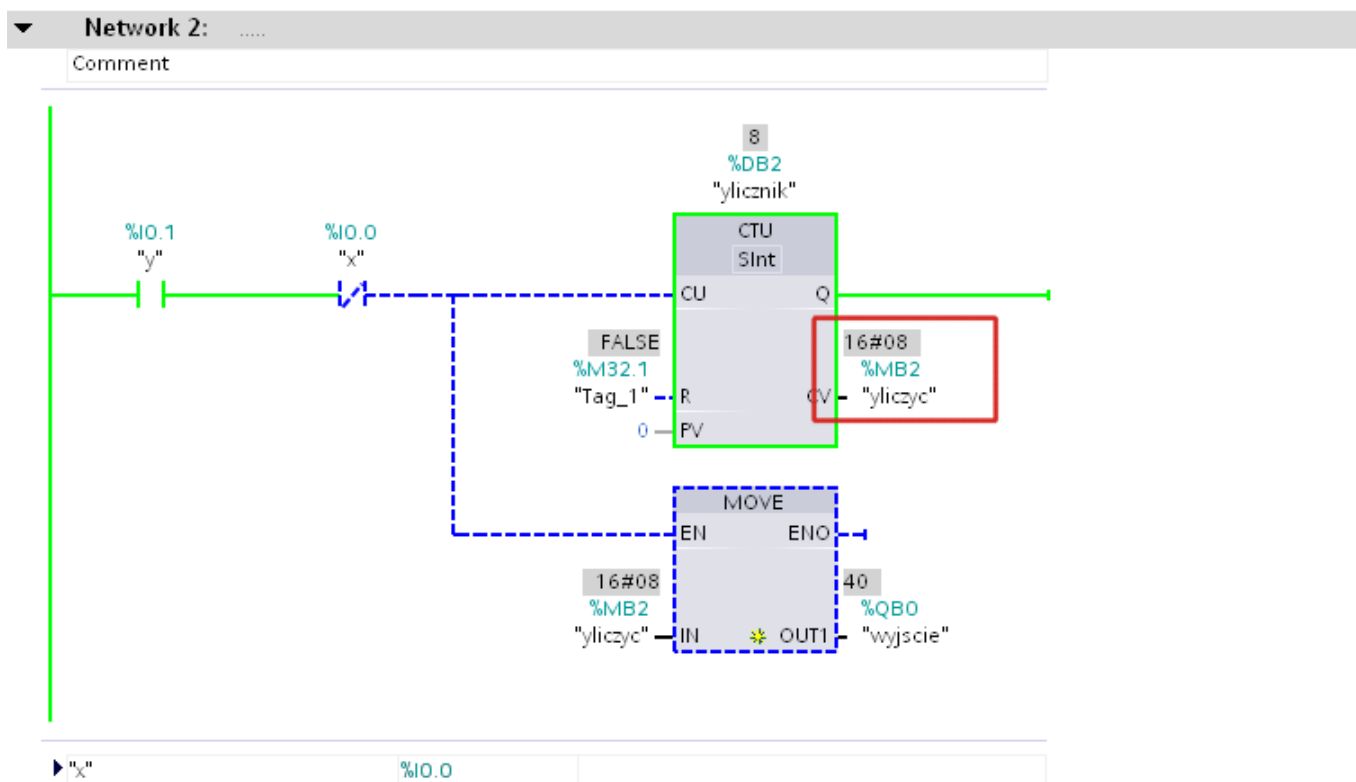 Network 2: .....
Comment
8
%DB2
"ylicznik"
%I0.1
"y"
%I0.0
"x"
CTU
SInt
CU
Q
FALSE
%M32.1
"Tag_1"
R
0
PV
16#08
%MB2
CV
"yliczyc"
MOVE
EN
ENO
16#08
%MB2
"yliczyc"
IN
OUT1
40
%QB0
"wyjscie"
"x" %I0.0